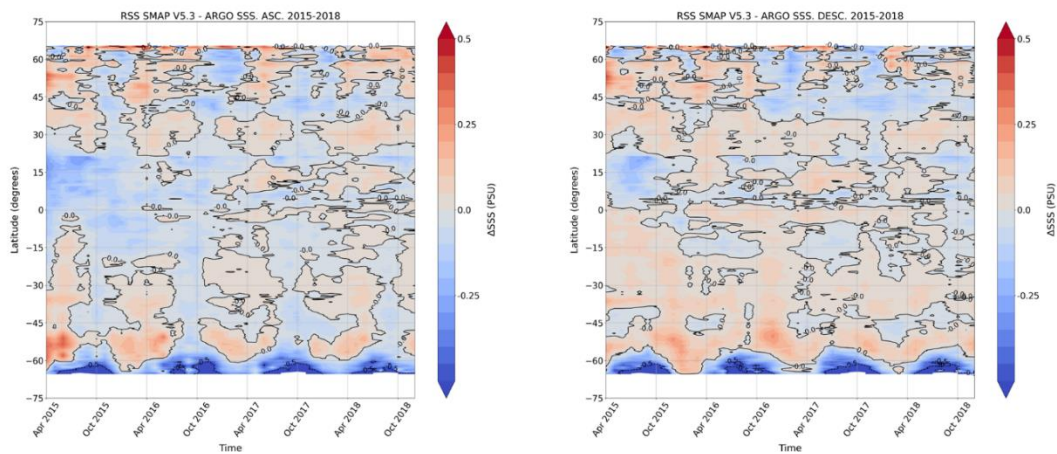 RSS SMAP V5.3 - ARGO SSS. ASC. 2015-2018
75
60
45
30
15
0
−15
−30
−45
−60
−75
Latitude (degrees)
Apr 2015
Oct 2015
Apr 2016
Oct 2016
Apr 2017
Oct 2017
Apr 2018
Oct 2018
Time
0.5
0.25
0.0
−0.25
ΔSSS (PSU)
RSS SMAP V5.3 - ARGO SSS. DESC. 2015-2018
75
60
45
30
15
0
−15
−30
−45
−60
−75
Latitude (degrees)
Apr 2015
Oct 2015
Apr 2016
Oct 2016
Apr 2017
Oct 2017
Apr 2018
Oct 2018
Time
0.5
0.25
0.0
−0.25
ΔSSS (PSU)